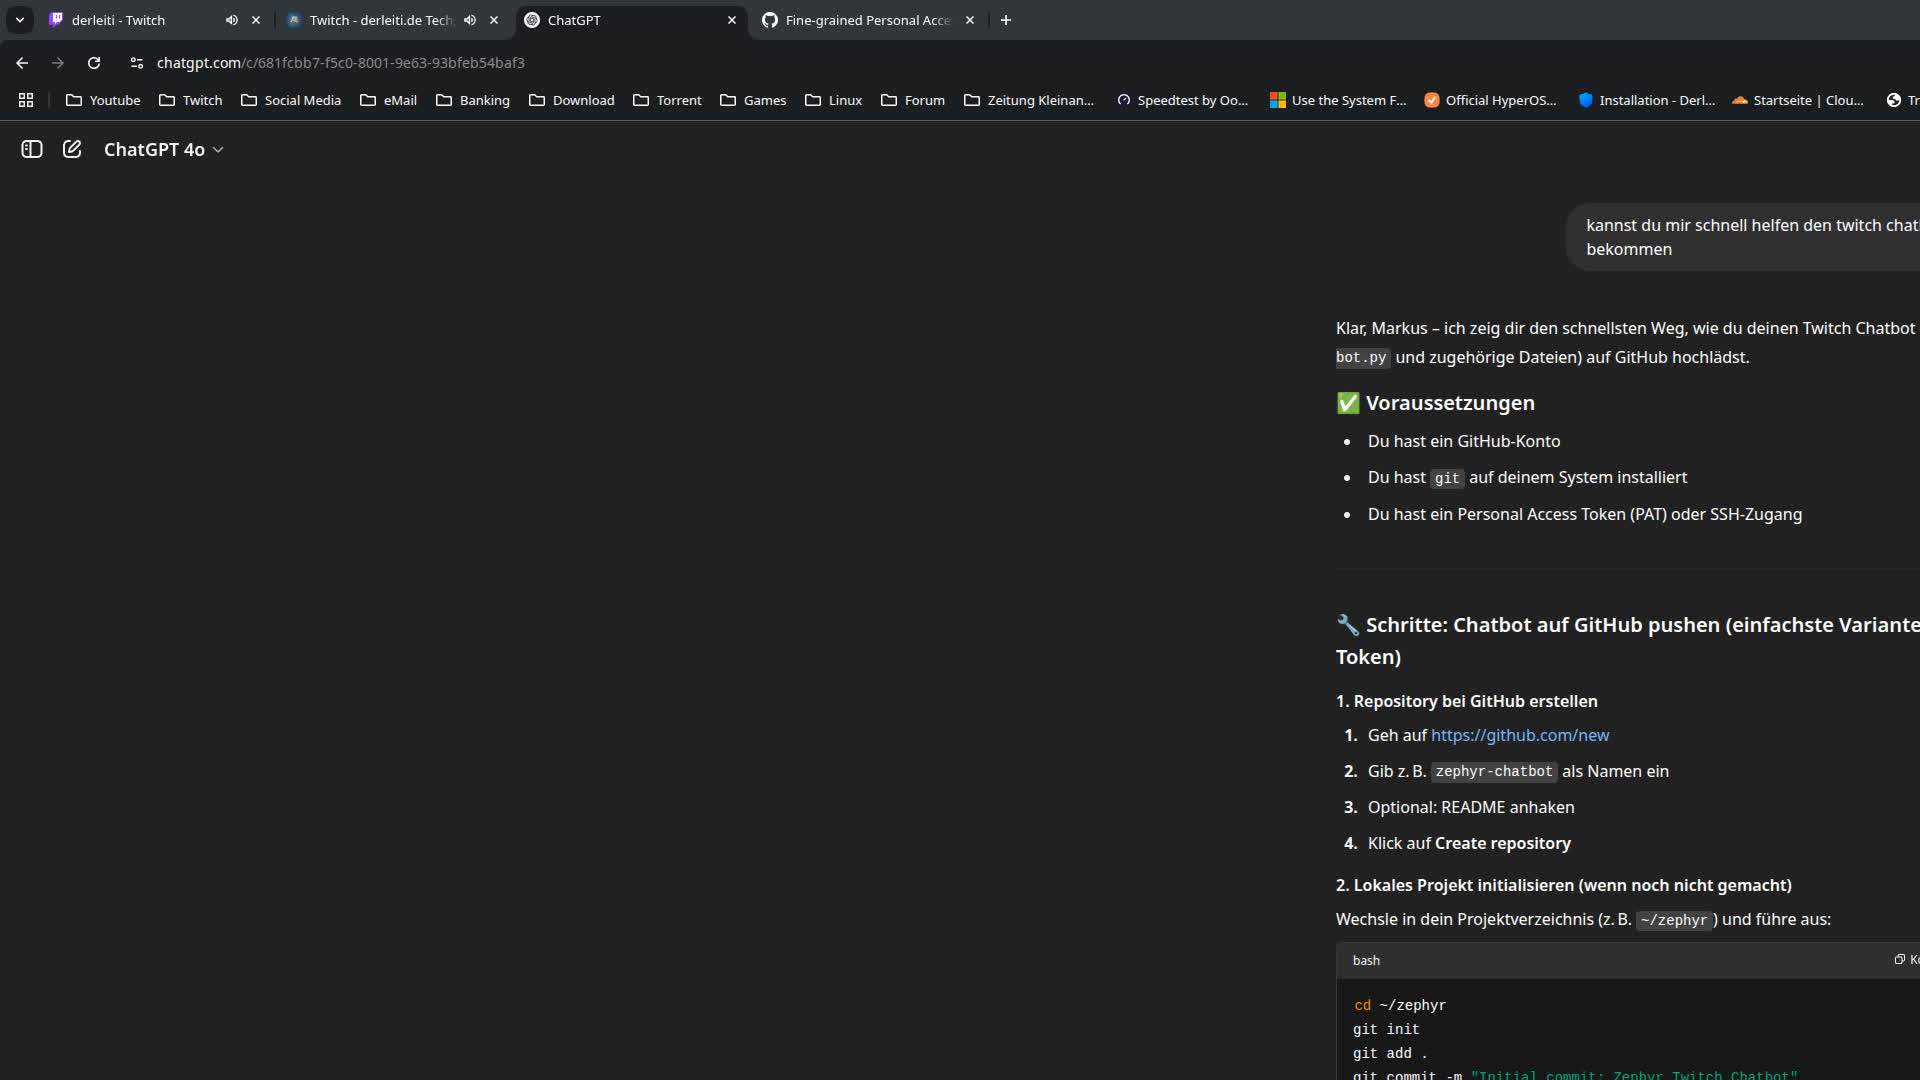 derleiti - Twitch
Twitch - derleiti.de Tech
ChatGPT
Fine-grained Personal Acce
chatgpt.com/c/681fcbb7-f5c0-8001-9e63-93bfeb54baf3
Youtube Twitch Social Media eMail Banking Download Torrent Games Linux Forum Zeitung Kleinan... Speedtest by Oo... Use the System F... Official HyperOS... Installation - Derl... Startseite | Clou... Tr
ChatGPT 4o
kannst du mir schnell helfen den twitch chat
bekommen
Klar, Markus – ich zeig dir den schnellsten Weg, wie du deinen Twitch Chatbot
bot.py und zugehörige Dateien) auf GitHub hochlädst.
✅ Voraussetzungen
• Du hast ein GitHub-Konto
• Du hast git auf deinem System installiert
• Du hast ein Personal Access Token (PAT) oder SSH-Zugang
🔧 Schritte: Chatbot auf GitHub pushen (einfachste Variante
Token)
1. Repository bei GitHub erstellen
1. Geh auf https://github.com/new
2. Gib z. B. zephyr-chatbot als Namen ein
3. Optional: README anhaken
4. Klick auf Create repository
2. Lokales Projekt initialisieren (wenn noch nicht gemacht)
Wechsle in dein Projektverzeichnis (z. B. ~/zephyr) und führe aus:
bash
cd ~/zephyr
git init
git add .
git commit -m "Initial commit: Zephyr Twitch Chatbot"